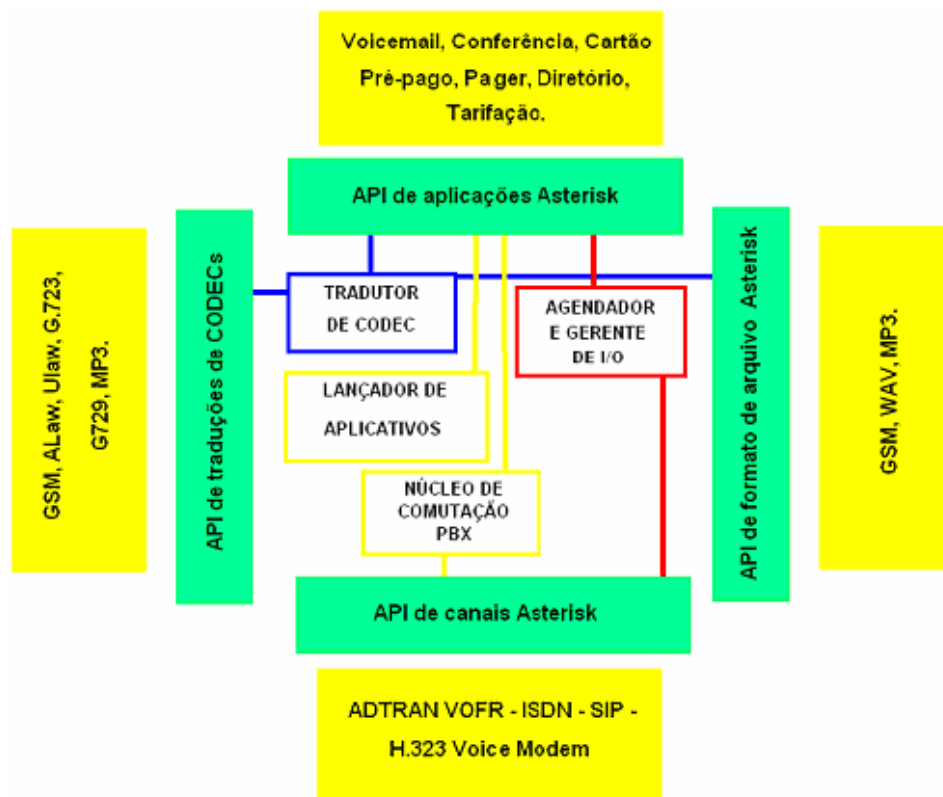 Voicemail, Conferência, Cartão
Pré-pago, Pager, Diretório,
Tarifação.
API de aplicações Asterisk
GSM, ALaw, Ulaw, G.723,
G729, MP3.
API de traduções de CODECs
TRADUTOR
DE CODEC
AGENDADOR
E GERENTE
DE I/O
LANÇADOR DE
APLICATIVOS
NÚCLEO DE
COMUTAÇÃO
PBX
API de formato de arquivo Asterisk
GSM, WAV, MP3.
API de canais Asterisk
ADTRAN VOFR - ISDN - SIP -
H.323 Voice Modem